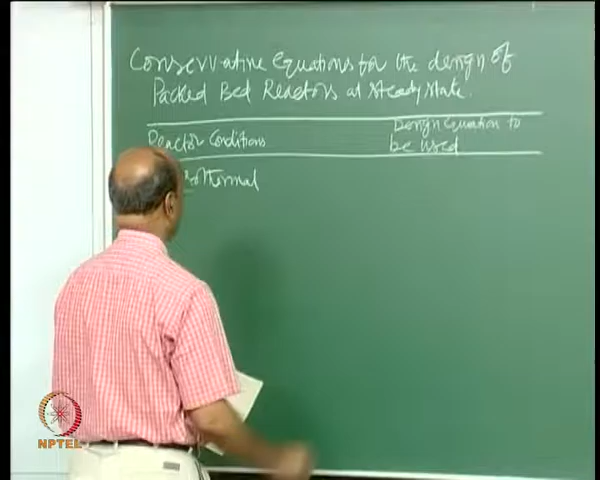 Conservative equations for the design of
Packed Bed Reactors at steady state.
Design Equation to
Reactor Conditions
be used
othermal
NPTEL